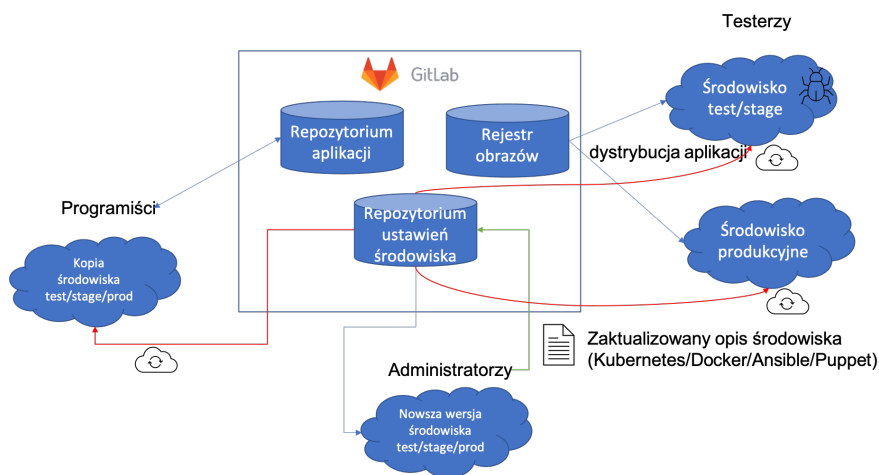 Testerzy
GitLab
Środowisko
test/stage
Repozytorium
aplikacji
Rejestr
obrazów
dystrybucja aplikacji
Programiści
Repozytorium
ustawień
środowiska
Środowisko
produkcyjne
Kopia
środowiska
test/stage/prod
Zaktualizowany opis środowiska
(Kubernetes/Docker/Ansible/Puppet)
Administratorzy
Nowsza wersja
środowiska
test/stage/prod